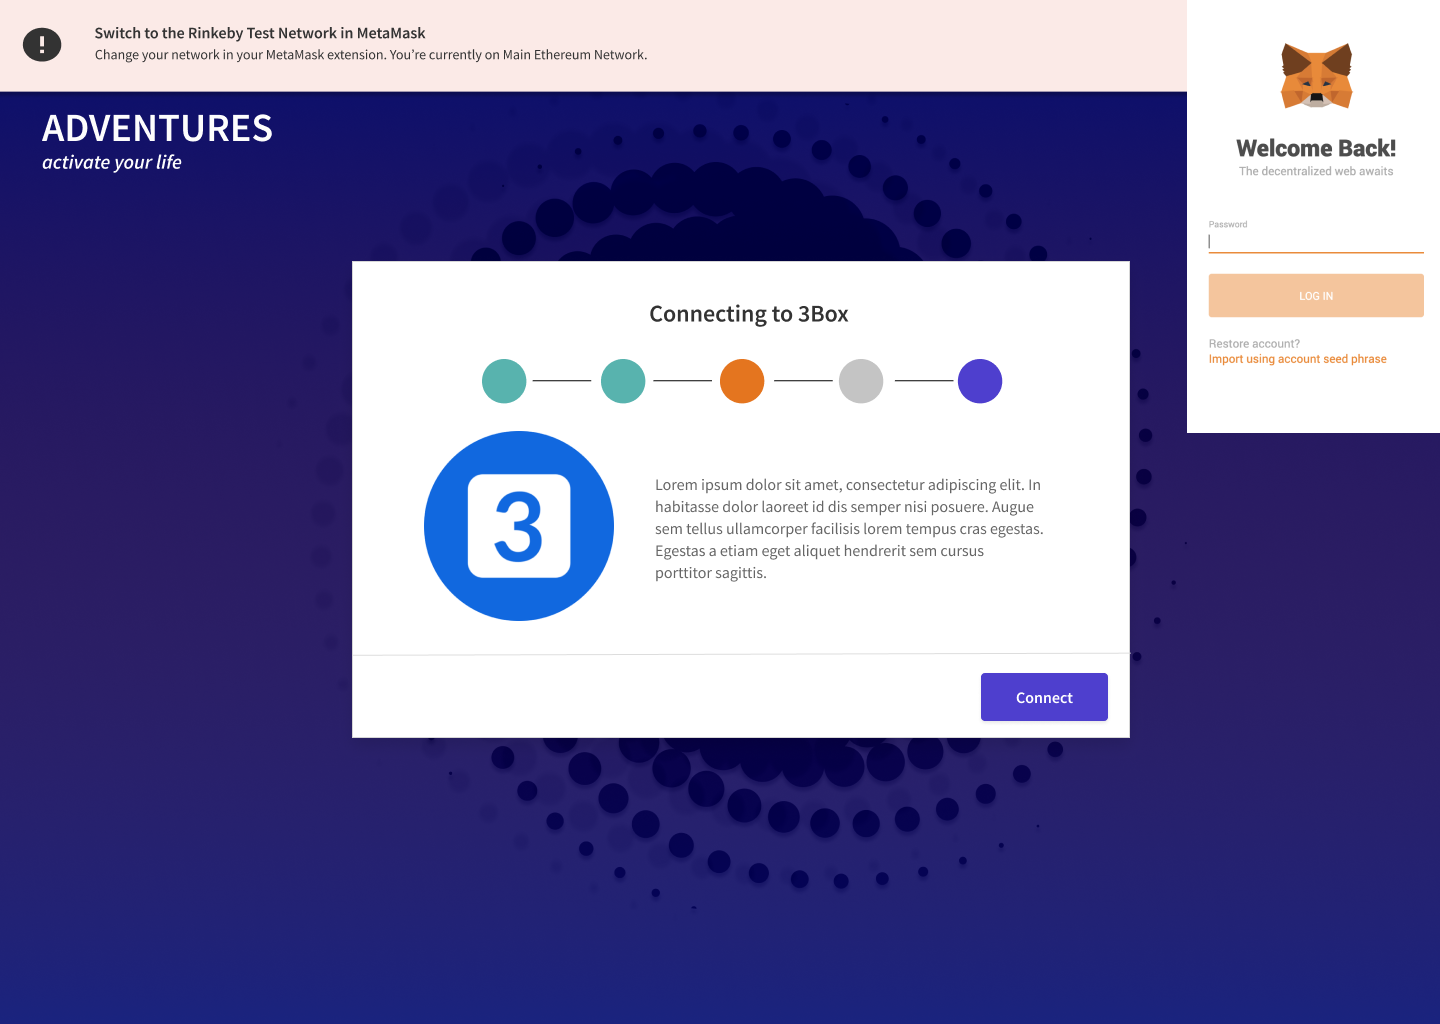 Switch to the Rinkeby Test Network in MetaMask
Change your network in your MetaMask extension. You’re currently on Main Ethereum Network.
ADVENTURES
activate your life
Welcome Back!
The decentralized web awaits
Password
LOG IN
Restore account?
Import using account seed phrase
Connecting to 3Box
3
Lorem ipsum dolor sit amet, consectetur adipiscing elit. In
habitasse dolor laoreet id dis semper nisi posuere. Augue
sem tellus ullamcorper facilisis lorem tempus cras egestas.
Egestas a etiam eget aliquet hendrerit sem cursus
porttitor sagittis.
Connect